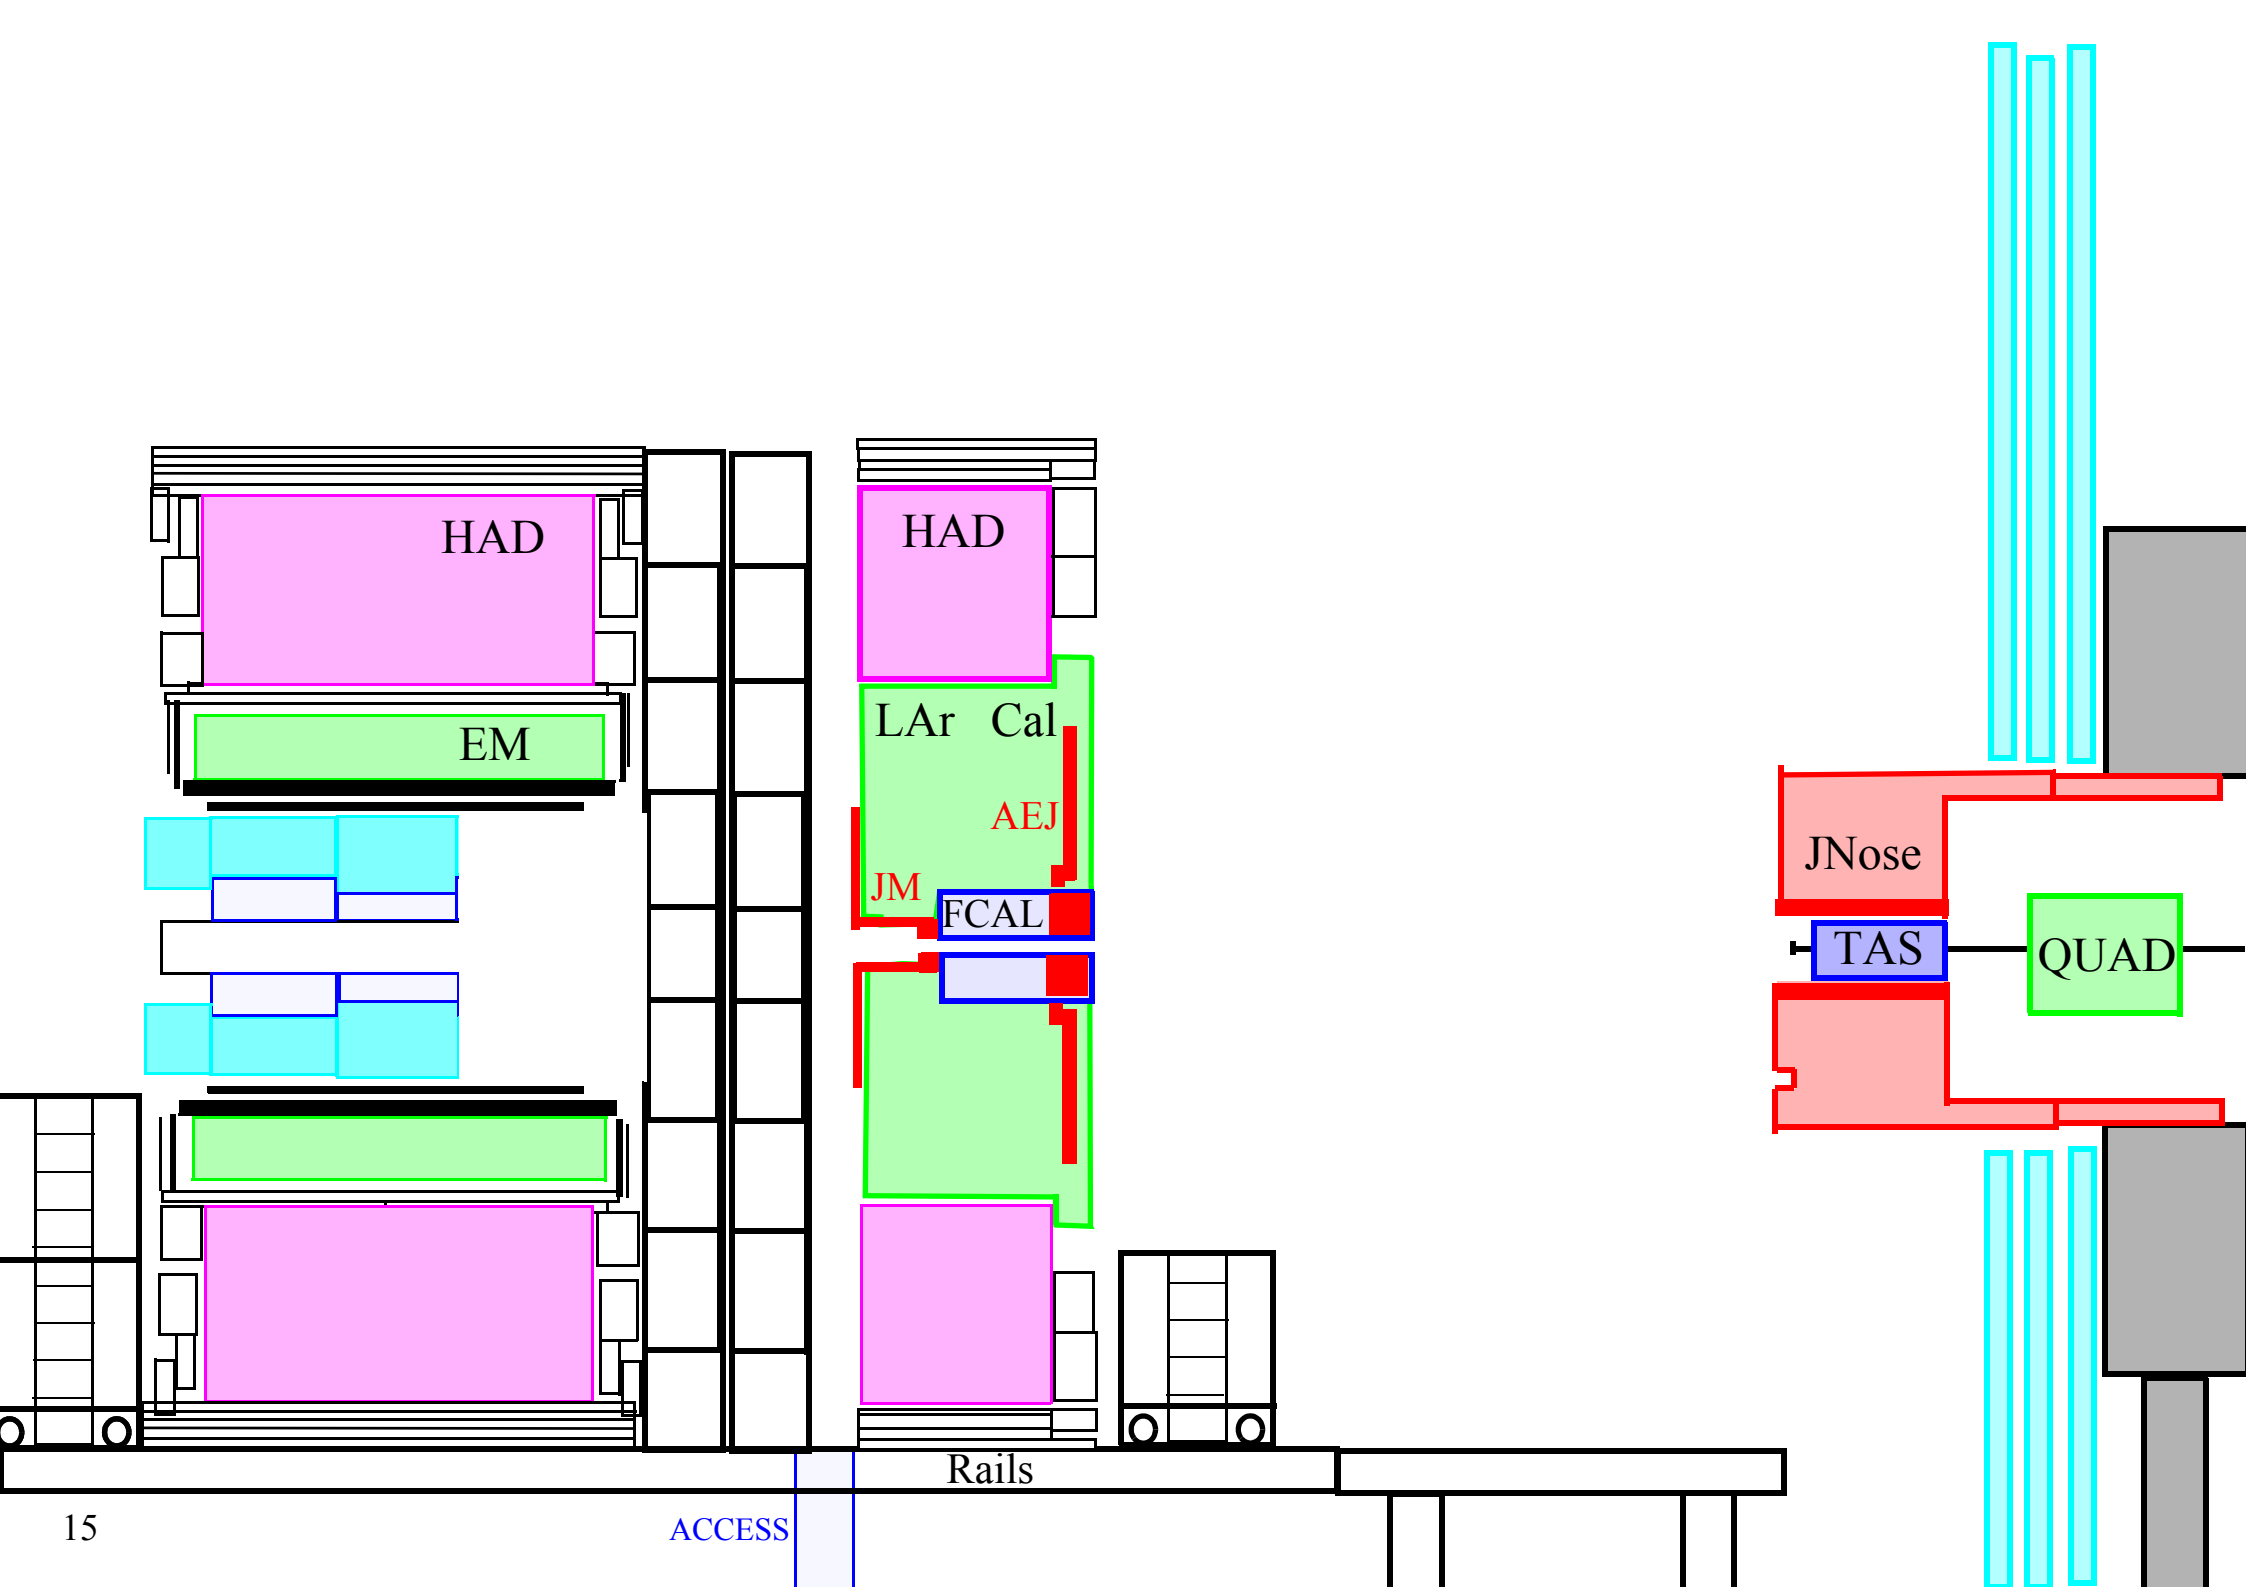 HAD
HAD
EM
LAr Cal
AEJ
JM
FCAL
JNose
TAS
QUAD
Rails
15
ACCESS